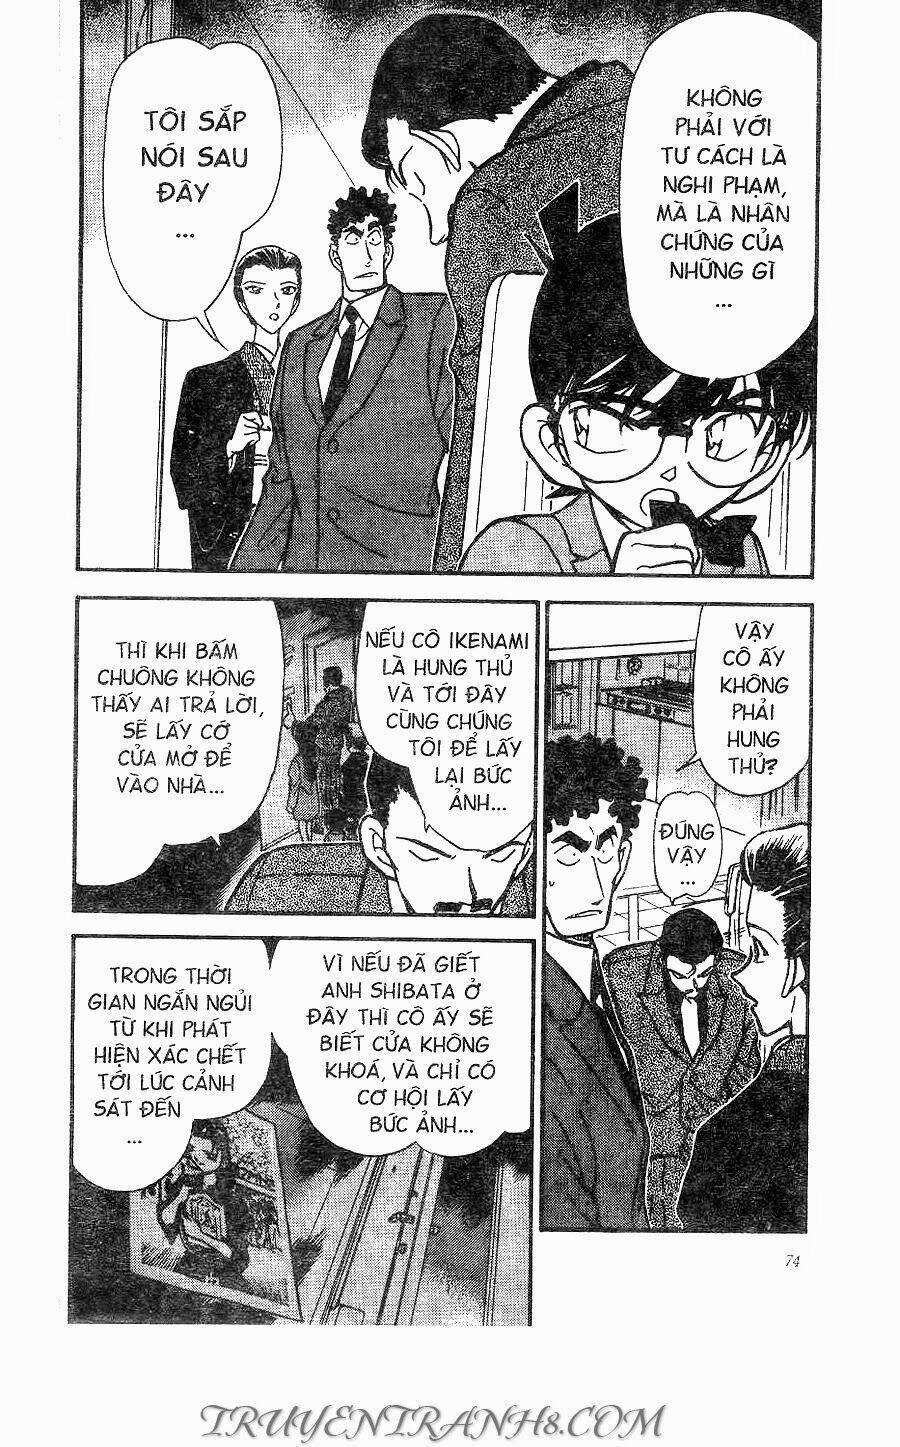 KHÔNG
PHẢI VỚI
TƯ CÁCH LÀ
NGHI PHẠM,
MÀ LÀ NHÂN
CHỨNG CỦA
NHỮNG GÌ
...
TÔI SẮP
NÓI SAU
ĐÂY
...
VẬY
CÔ ẤY
KHÔNG
PHẢI
HUNG
THỦ?
ĐÚNG
VẬY
...
NẾU CÔ IKENAMI
LÀ HUNG THỦ
VÀ TỚI ĐÂY
CÙNG CHÚNG
TÔI ĐỂ LẤY
LẠI BỨC
ẢNH...
THÌ KHI BẤM
CHUÔNG KHÔNG
THẤY AI TRẢ LỜI,
SẼ LẤY CỚ
CỬA MỞ ĐỂ
VÀO NHÀ...
VÌ NẾU ĐÃ GIẾT
ANH SHIBATA Ở
ĐÂY THÌ CÔ ẤY SẼ
BIẾT CỬA KHÔNG
KHOÁ, VÀ CHỈ CÓ
CƠ HỘI LẤY
BỨC ẢNH...
TRONG THỜI
GIAN NGẮN NGỦI
TỪ KHI PHÁT
HIỆN XÁC CHẾT
TỚI LÚC CẢNH
SÁT ĐẾN
...
74
TRUYENTRANH8.COM